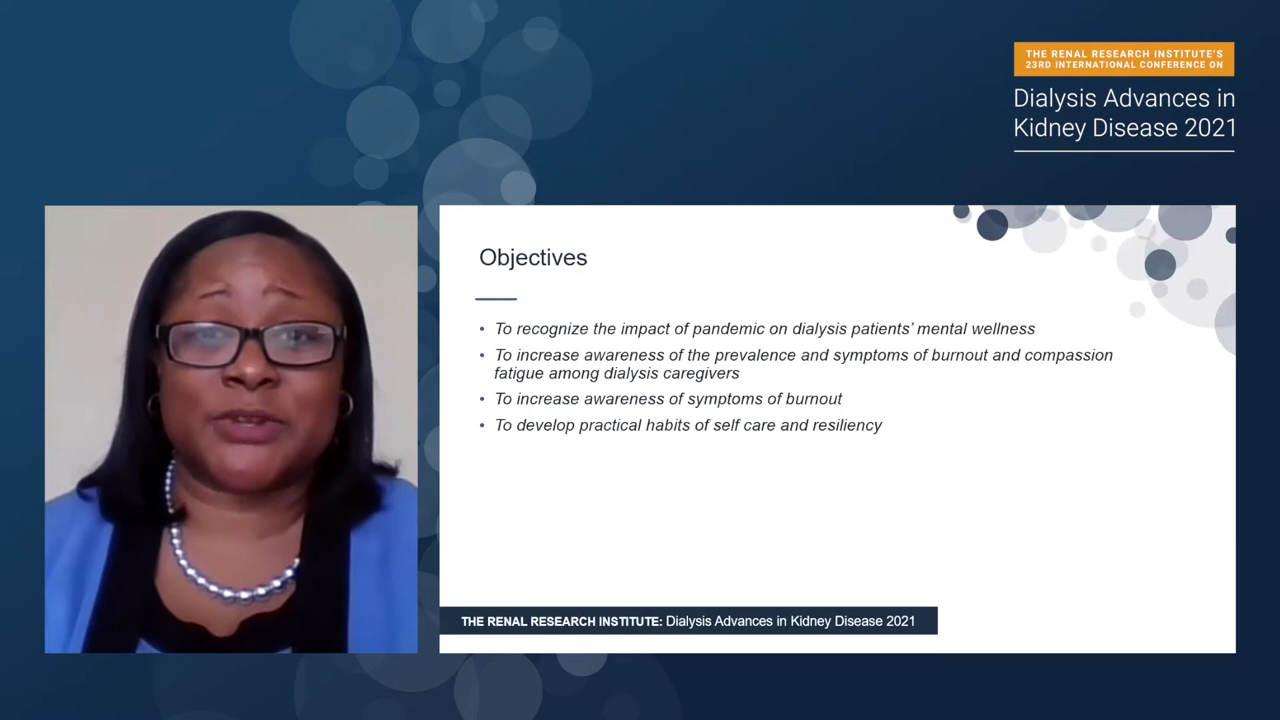 THE RENAL RESEARCH INSTITUTE'S
23RD INTERNATIONAL CONFERENCE ON
Dialysis Advances in
Kidney Disease 2021
Objectives
• To recognize the impact of pandemic on dialysis patients' mental wellness
• To increase awareness of the prevalence and symptoms of burnout and compassion
fatigue among dialysis caregivers
• To increase awareness of symptoms of burnout
• To develop practical habits of self care and resiliency
THE RENAL RESEARCH INSTITUTE: Dialysis Advances in Kidney Disease 2021